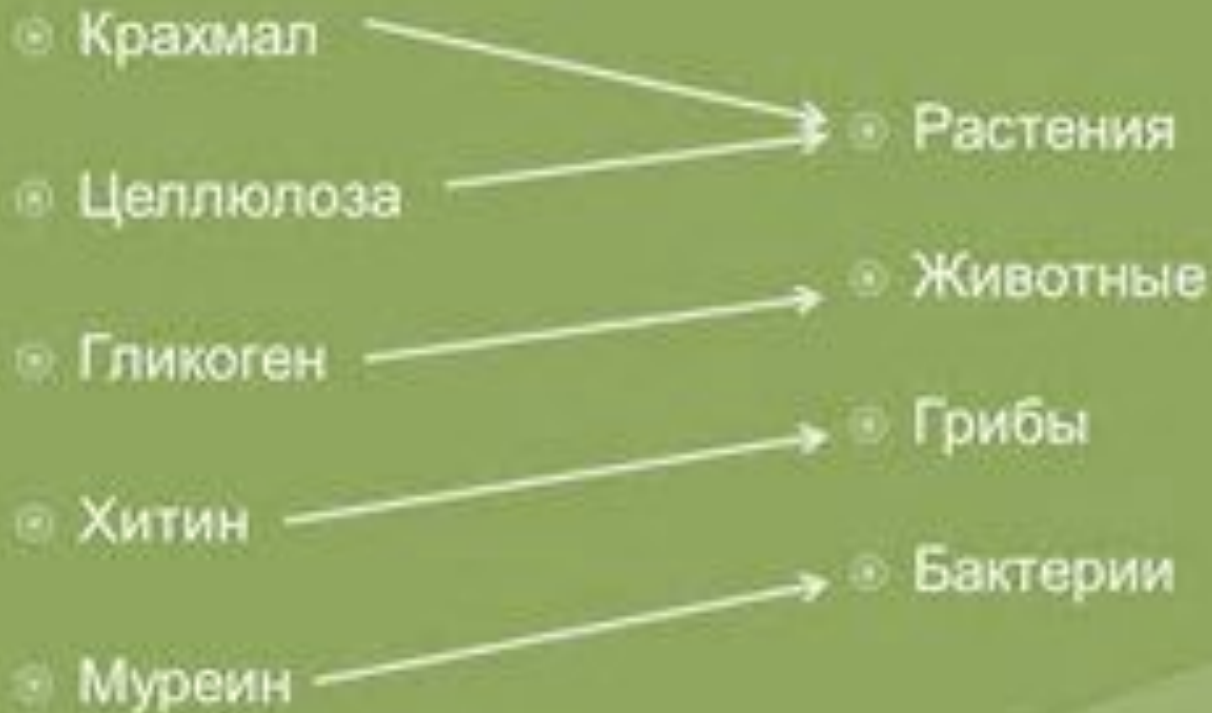 Крахмал
Целлюлоза
Гликоген
Хитин
Муреин
Растения
Животные
Грибы
Бактерии